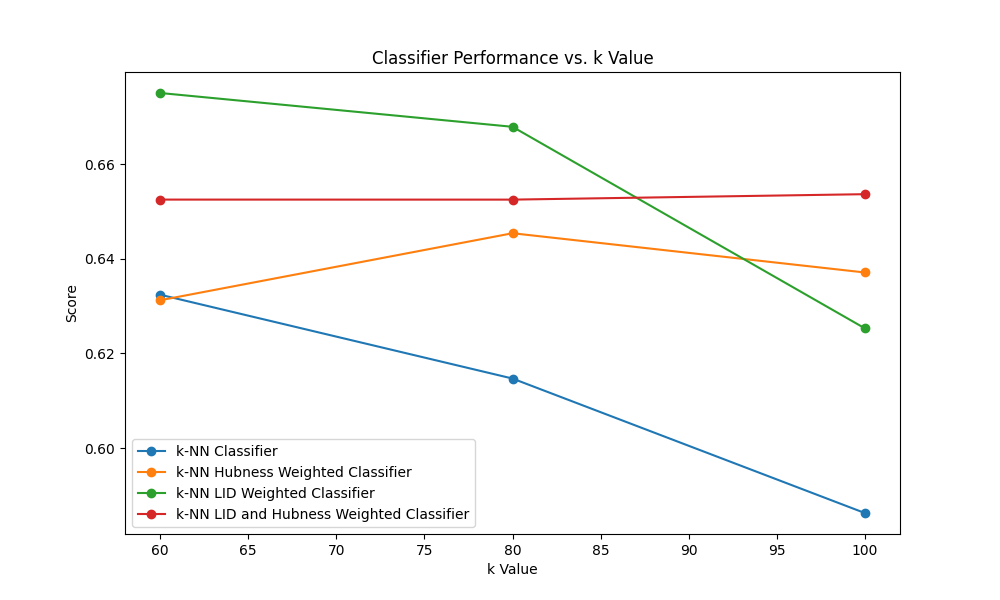 Classifier Performance vs. k Value
Score
0.66
0.64
0.62
0.60
k-NN Classifier
k-NN Hubness Weighted Classifier
k-NN LID Weighted Classifier
k-NN LID and Hubness Weighted Classifier
60 65 70 75 80 85 90 95 100
k Value